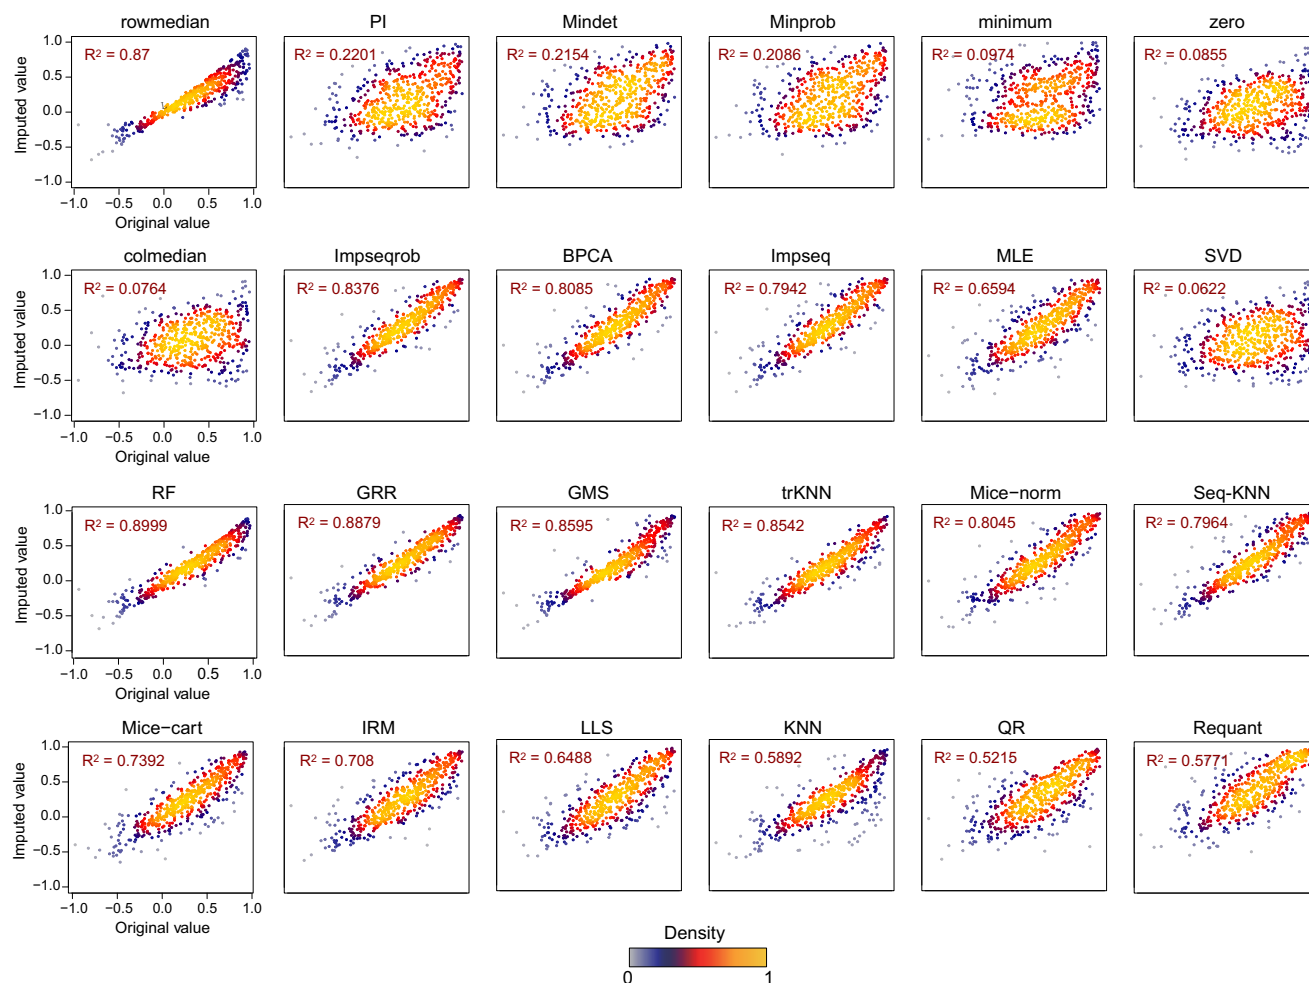 rowmedian PI Mindet Minprob minimum zero
R² = 0.87 R² = 0.2201 R² = 0.2154 R² = 0.2086 R² = 0.0974 R² = 0.0855
Imputed value
1.0
0.5
0.0
−0.5
−1.0
−1.0 −0.5 0.0 0.5 1.0
Original value
colmedian Impseqrob BPCA Impseq MLE SVD
R² = 0.0764 R² = 0.8376 R² = 0.8085 R² = 0.7942 R² = 0.6594 R² = 0.0622
Imputed value
1.0
0.5
0.0
−0.5
−1.0
−1.0 −0.5 0.0 0.5 1.0
Original value
RF GRR GMS trKNN Mice−norm Seq-KNN
R² = 0.8999 R² = 0.8879 R² = 0.8595 R² = 0.8542 R² = 0.8045 R² = 0.7964
Imputed value
1.0
0.5
0.0
−0.5
−1.0
−1.0 −0.5 0.0 0.5 1.0
Original value
Mice−cart IRM LLS KNN QR Requant
R² = 0.7392 R² = 0.708 R² = 0.6488 R² = 0.5892 R² = 0.5215 R² = 0.5771
Imputed value
1.0
0.5
0.0
−0.5
−1.0
−1.0 −0.5 0.0 0.5 1.0
Original value
Density
0 1